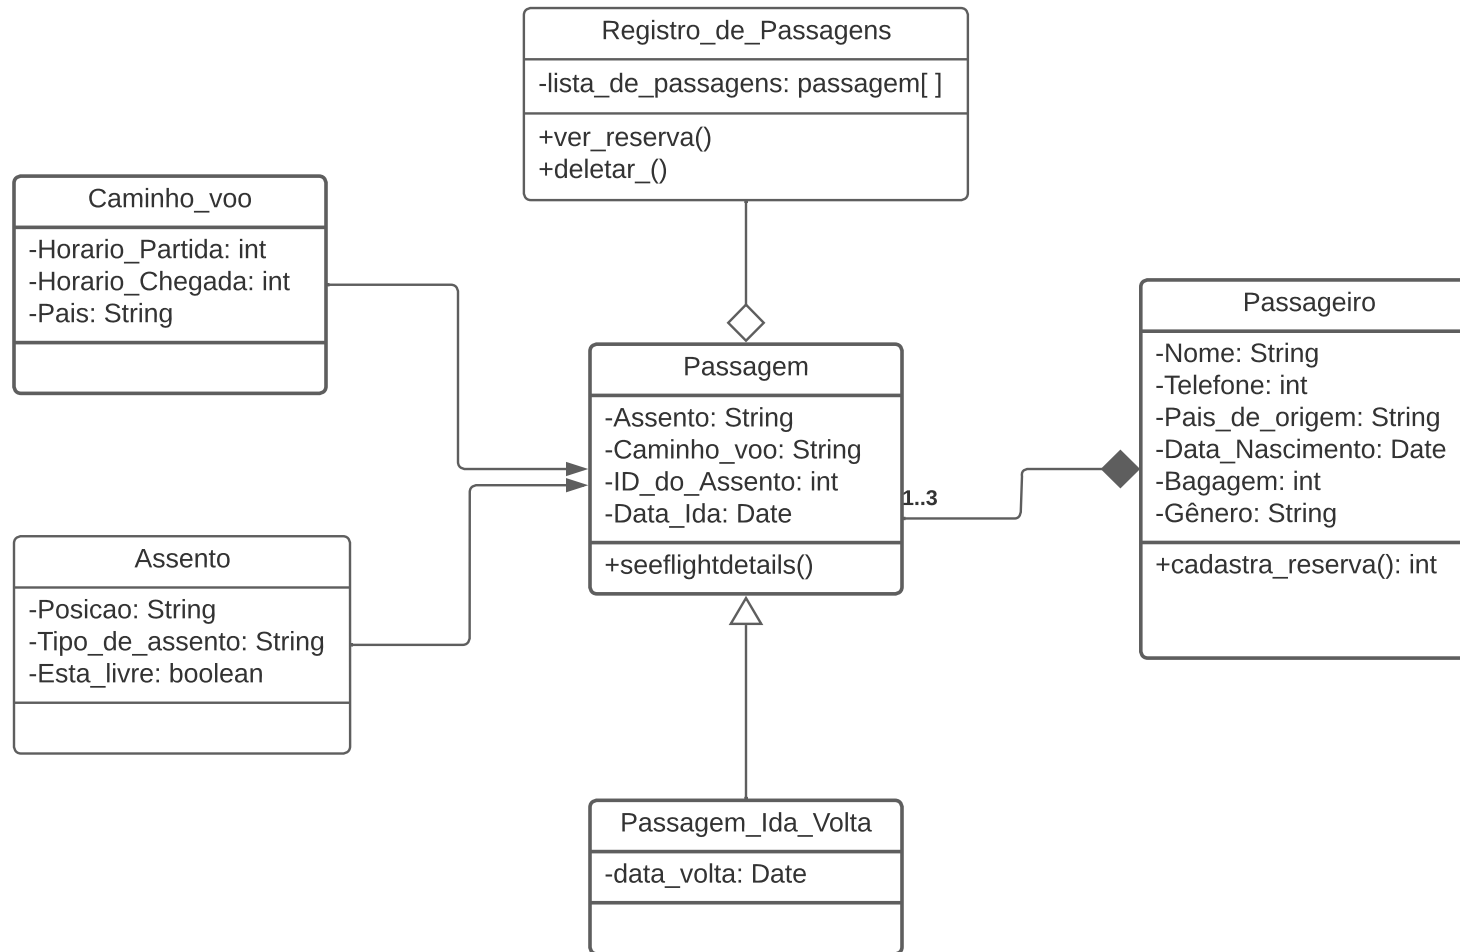 Registro_de_Passagens
-lista_de_passagens: passagem[ ]
+ver_reserva()
+deletar_()
Caminho_voo
-Horario_Partida: int
-Horario_Chegada: int
-Pais: String
Passagem
-Assento: String
-Caminho_voo: String
-ID_do_Assento: int
-Data_Ida: Date
+seeflightdetails()
1..3
Passageiro
-Nome: String
-Telefone: int
-Pais_de_origem: String
-Data_Nascimento: Date
-Bagagem: int
-Gênero: String
+cadastra_reserva(): int
Assento
-Posicao: String
-Tipo_de_assento: String
-Esta_livre: boolean
Passagem_Ida_Volta
-data_volta: Date